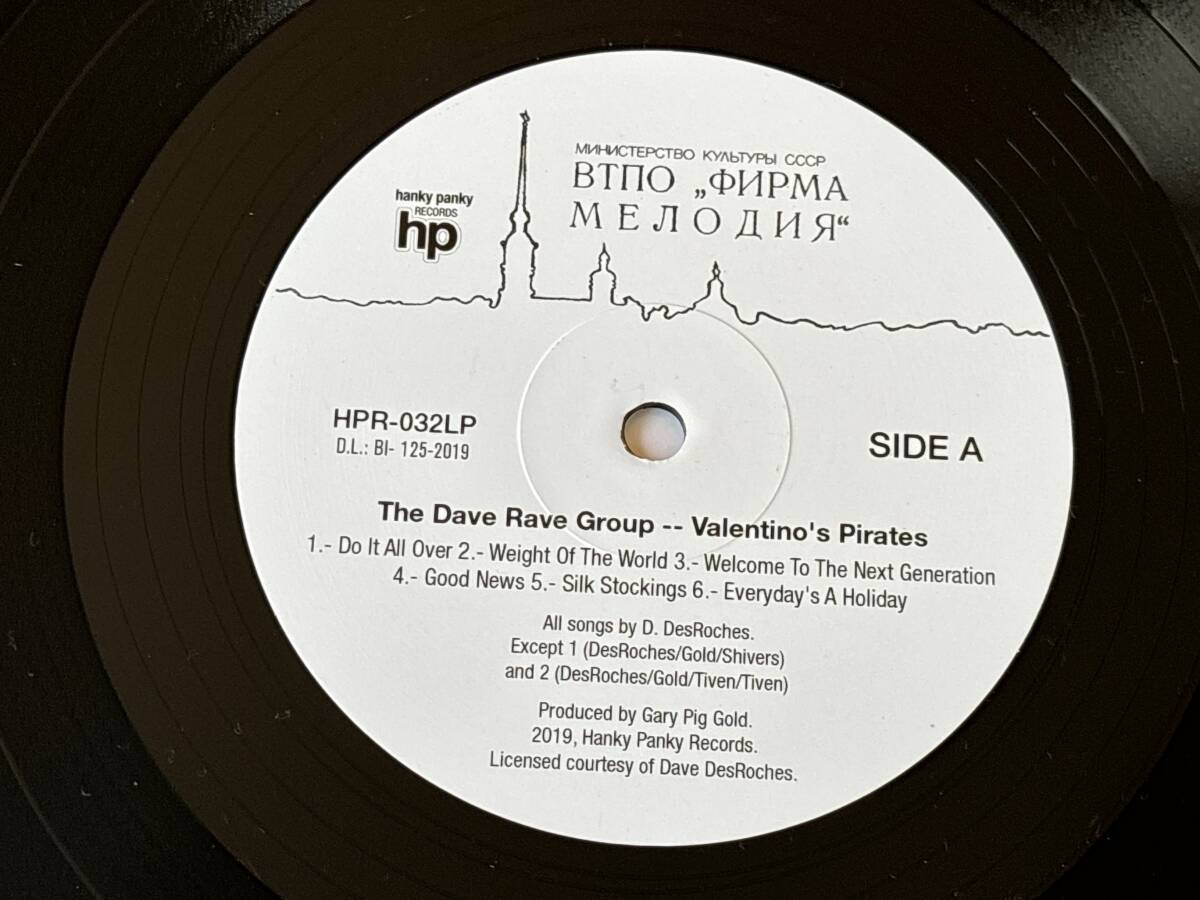 МИНИСТЕРСТВО КУЛЬТУРЫ СССР
ВТПО „ФИРМА
МЕЛОДИЯ“
hanky panky
RECORDS
hp
HPR-032LP
D.L.: BI- 125-2019
SIDE A
The Dave Rave Group -- Valentino's Pirates
1.- Do It All Over 2.- Weight Of The World 3.- Welcome To The Next Generation
4.- Good News 5.- Silk Stockings 6.- Everyday's A Holiday
All songs by D. DesRoches.
Except 1 (DesRoches/Gold/Shivers)
and 2 (DesRoches/Gold/Tiven/Tiven)
Produced by Gary Pig Gold.
2019, Hanky Panky Records.
Licensed courtesy of Dave DesRoches.